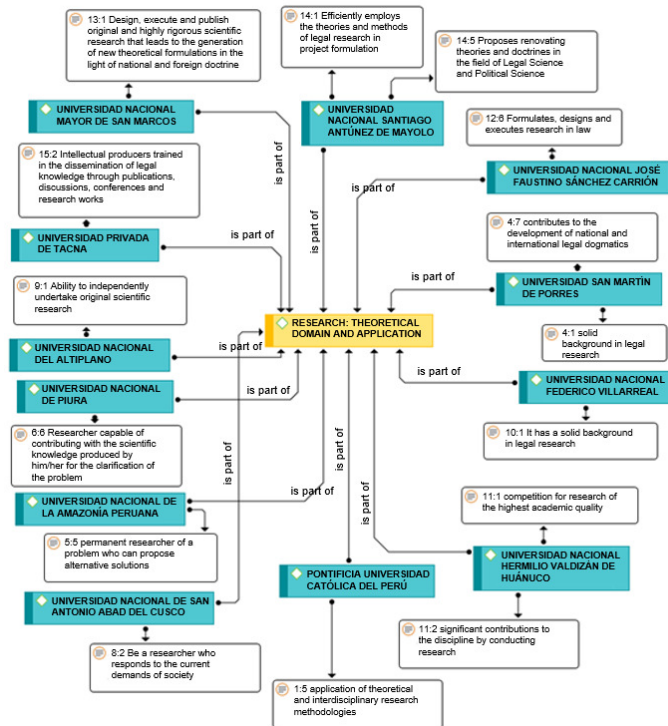 13:1 Design, execute and publish
original and highly rigorous scientific
research that leads to the generation
of new theoretical formulations in the
light of national and foreign doctrine
14:1 Efficiently employs
the theories and methods
of legal research in
project formulation
14:5 Proposes renovating
theories and doctrines in
the field of Legal Science
and Political Science
UNIVERSIDAD NACIONAL
MAYOR DE SAN MARCOS
UNIVERSIDAD
NACIONAL SANTIAGO
ANTÚNEZ DE MAYOLO
12:6 Formulates, designs and
executes research in law
15:2 Intellectual producers trained
in the dissemination of legal
knowledge through publications,
discussions, conferences and
research works
is part of
is part of
is part of
UNIVERSIDAD NACIONAL JOSÉ
FAUSTINO SÁNCHEZ CARRIÓN
4:7 contributes to the
development of national and
international legal dogmatics
UNIVERSIDAD PRIVADA
DE TACNA
is part of
is part of
UNIVERSIDAD SAN MARTÍN
DE PORRES
9:1 Ability to independently
undertake original scientific
research
RESEARCH: THEORETICAL
DOMAIN AND APPLICATION
4:1 solid
background in legal
research
UNIVERSIDAD NACIONAL
DEL ALTIPLANO
is part of
is part of
UNIVERSIDAD NACIONAL
FEDERICO VILLARREAL
UNIVERSIDAD NACIONAL
DE PIURA
is part of
10:1 It has a solid background
in legal research
6:6 Researcher capable of
contributing with the scientific
knowledge produced by
him/her for the clarification of
the problem
is part of
is part of
is part of
is part of
UNIVERSIDAD NACIONAL DE
LA AMAZONÍA PERUANA
11:1 competition for research of
the highest academic quality
5:5 permanent researcher of a
problem who can propose
alternative solutions
UNIVERSIDAD NACIONAL
HERMILIO VALDIZÁN DE
HUÁNUCO
PONTIFICIA UNIVERSIDAD
CATÓLICA DEL PERÚ
UNIVERSIDAD NACIONAL DE SAN
ANTONIO ABAD DEL CUSCO
11:2 significant contributions to
the discipline by conducting
research
8:2 Be a researcher who
responds to the current
demands of society
1:5 application of theoretical
and interdisciplinary research
methodologies